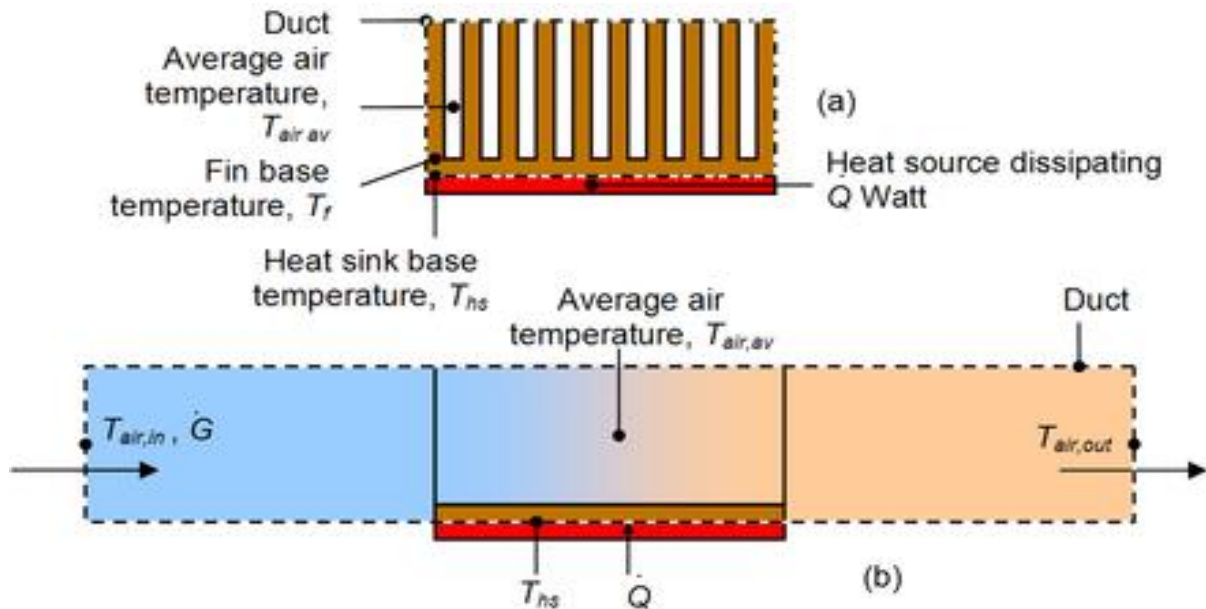 Duct
Average air
temperature,
T_air av
(a)
Fin base
temperature, T_f
Heat source dissipating
Q̇ Watt
Heat sink base
temperature, T_hs
Average air
temperature, T_air,av
Duct
T_air,in , Ġ
T_air,out
T_hs
Q̇
(b)